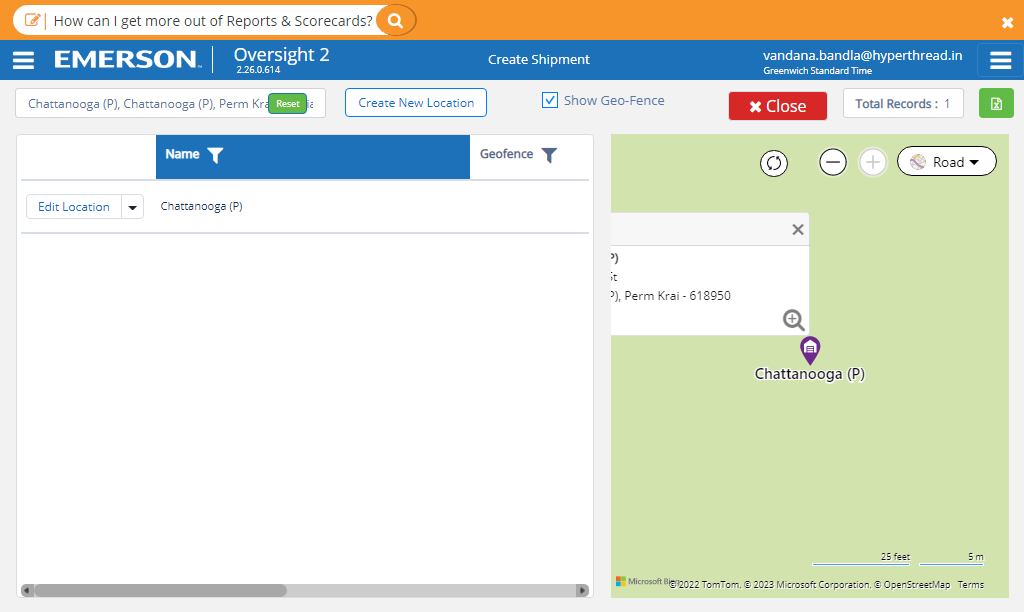 How can I get more out of Reports & Scorecards?
EMERSON
Oversight 2
2.26.0.614
Create Shipment
vandana.bandla@hyperthread.in
Greenwich Standard Time
Chattanooga (P), Chattanooga (P), Perm
Reset
Create New Location
Show Geo-Fence
Close
Total Records : 1
Name
Geofence
Edit Location
Chattanooga (P)
Road
P)
St
P), Perm Krai - 618950
Chattanooga (P)
25 feet
5 m
Microsoft
©2022 TomTom, © 2023 Microsoft Corporation, © OpenStreetMap Terms